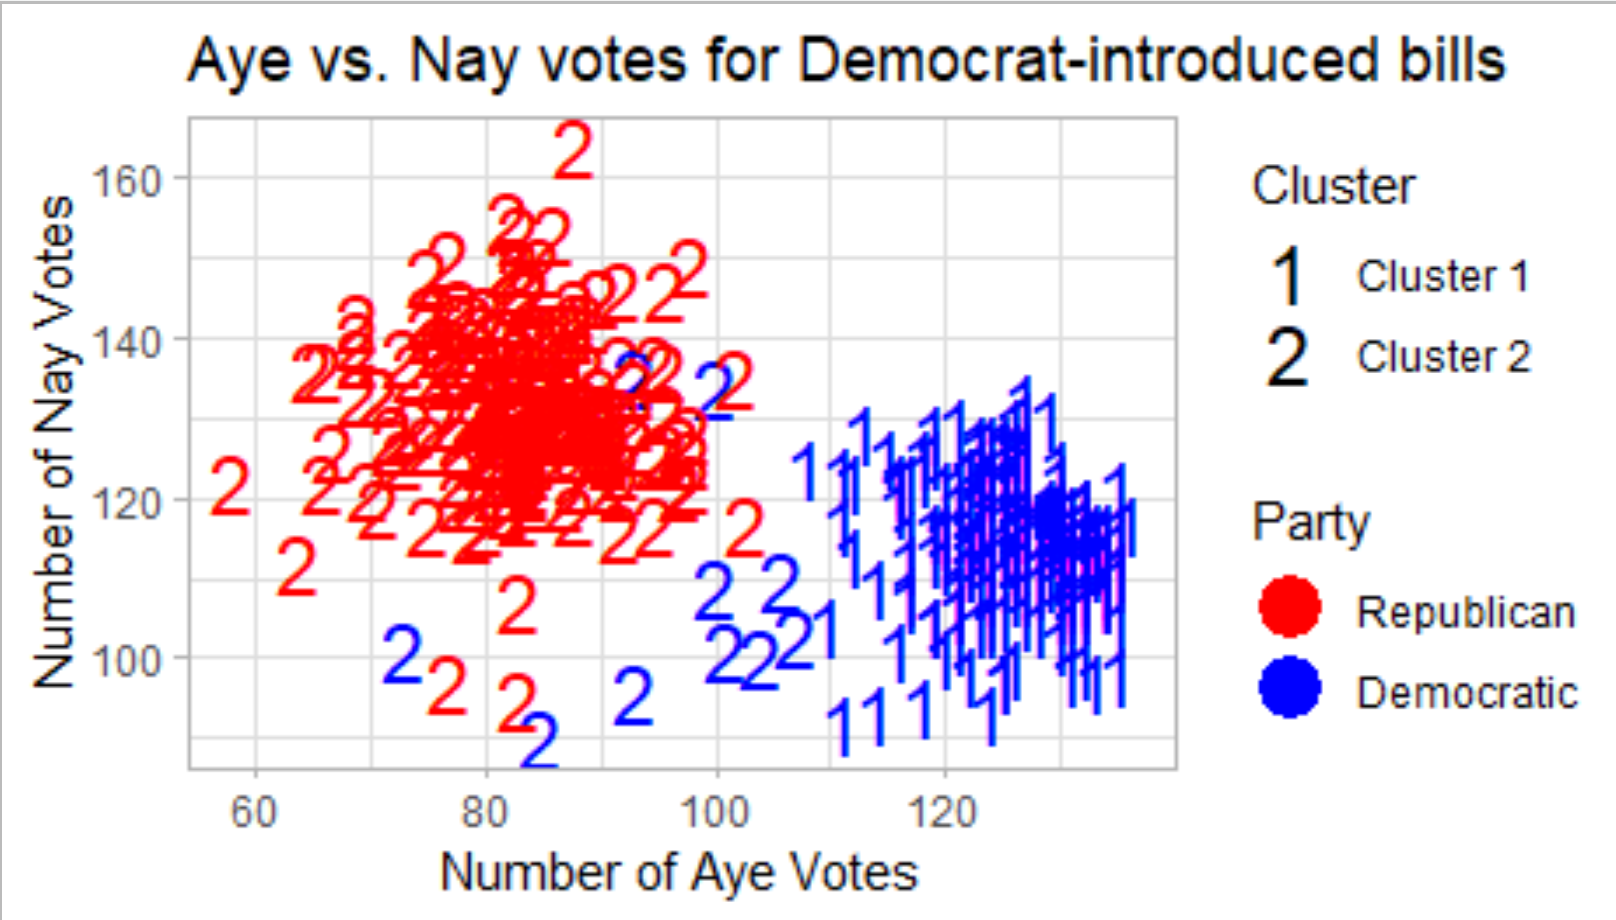 Aye vs. Nay votes for Democrat-introduced bills
Number of Nay Votes
160
140
120
100
60 80 100 120
Number of Aye Votes
Cluster
1 Cluster 1
2 Cluster 2
Party
Republican
Democratic